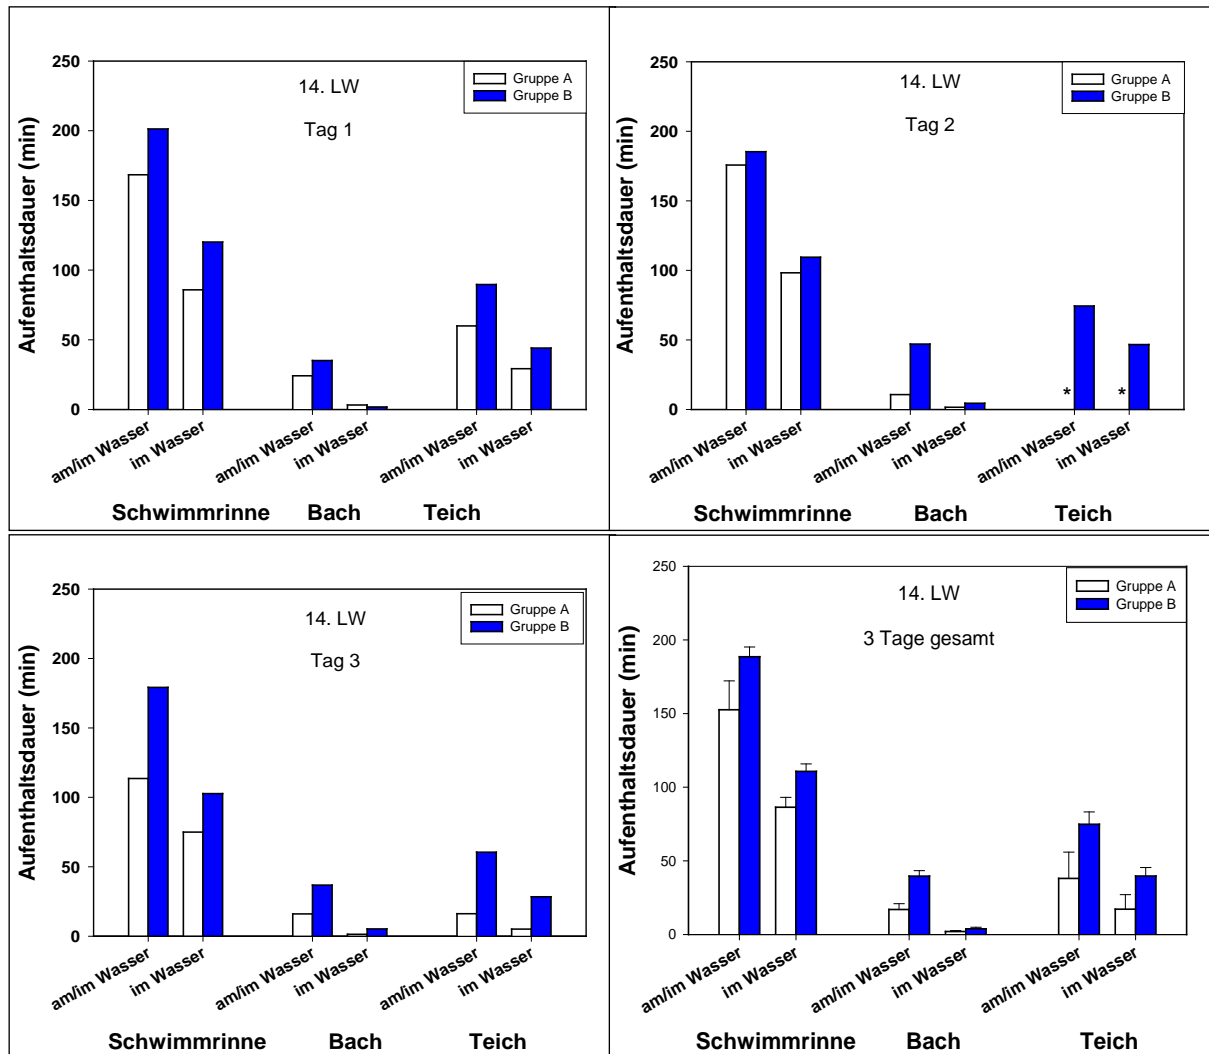 250
200
150
100
50
0
Aufenthaltsdauer (min)
14. LW
Tag 1
Gruppe A
Gruppe B
am/im Wasser
im Wasser
am/im Wasser
im Wasser
am/im Wasser
im Wasser
Schwimmrinne Bach Teich
250
200
150
100
50
0
Aufenthaltsdauer (min)
14. LW
Tag 2
Gruppe A
Gruppe B
* *
am/im Wasser
im Wasser
am/im Wasser
im Wasser
am/im Wasser
im Wasser
Schwimmrinne Bach Teich
250
200
150
100
50
0
Aufenthaltsdauer (min)
14. LW
Tag 3
Gruppe A
Gruppe B
am/im Wasser
im Wasser
am/im Wasser
im Wasser
am/im Wasser
im Wasser
Schwimmrinne Bach Teich
250
200
150
100
50
0
Aufenthaltsdauer (min)
14. LW
3 Tage gesamt
Gruppe A
Gruppe B
am/im Wasser
im Wasser
am/im Wasser
im Wasser
am/im Wasser
im Wasser
Schwimmrinne Bach Teich